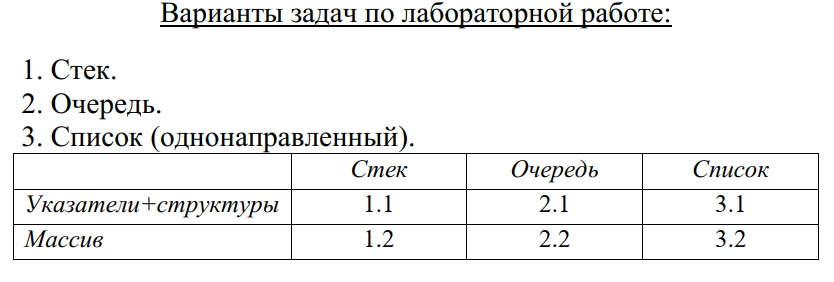 Варианты задач по лабораторной работе:
1. Стек.
2. Очередь.
3. Список (однонаправленный).
Стек Очередь Список
Указатели+структуры 1.1 2.1 3.1
Массив 1.2 2.2 3.2